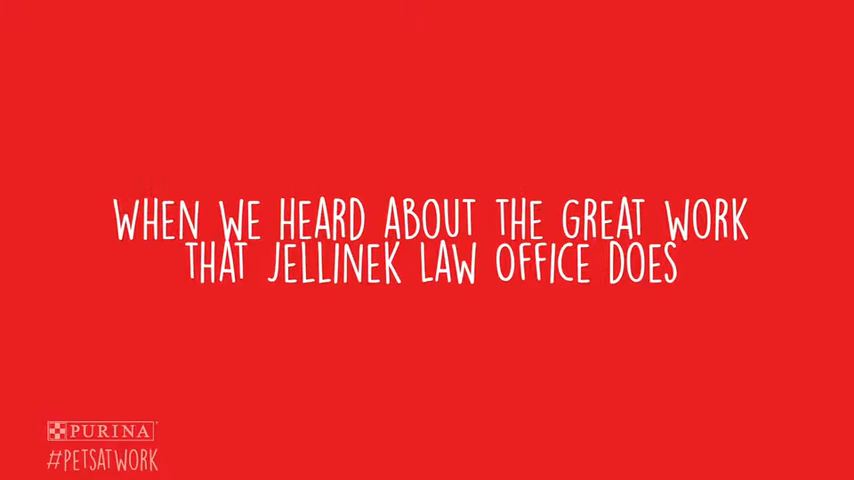 WHEN WE HEARD ABOUT THE GREAT WORK
THAT JELLINEK LAW OFFICE DOES
PURINA
#PETSATWORK